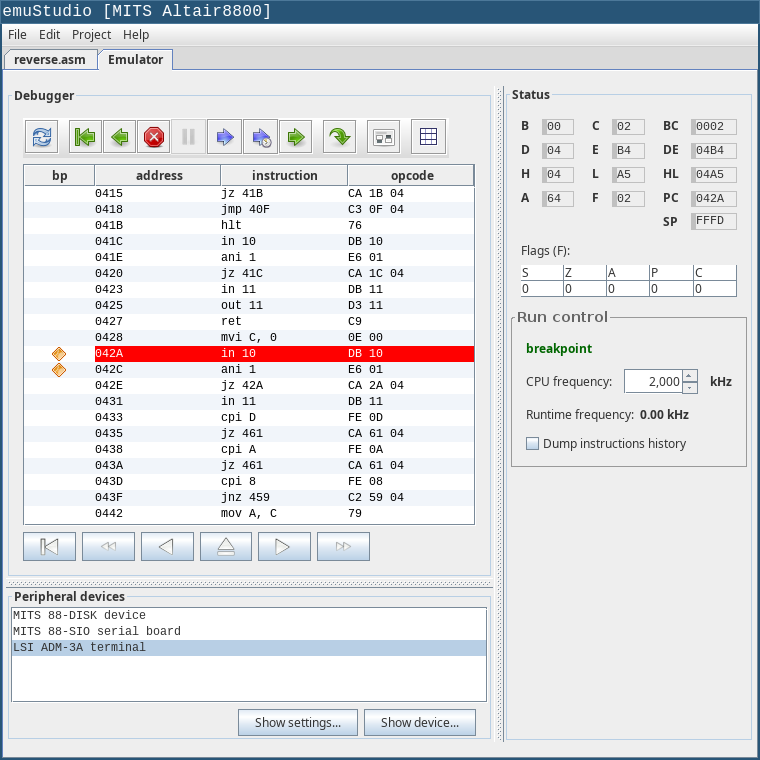 emuStudio [MITS Altair8800]
File Edit Project Help
reverse.asm Emulator
Debugger
bp address instruction opcode
0415 jz 41B CA 1B 04
0418 jmp 40F C3 0F 04
041B hlt 76
041C in 10 DB 10
041E ani 1 E6 01
0420 jz 41C CA 1C 04
0423 in 11 DB 11
0425 out 11 D3 11
0427 ret C9
0428 mvi C, 0 0E 00
042A in 10 DB 10
042C ani 1 E6 01
042E jz 42A CA 2A 04
0431 in 11 DB 11
0433 cpi D FE 0D
0435 jz 461 CA 61 04
0438 cpi A FE 0A
043A jz 461 CA 61 04
043D cpi 8 FE 08
043F jnz 459 C2 59 04
0442 mov A, C 79
Peripheral devices
MITS 88-DISK device
MITS 88-SIO serial board
LSI ADM-3A terminal
Show settings... Show device...
Status
B 00 C 02 BC 0002
D 04 E B4 DE 04B4
H 04 L A5 HL 04A5
A 64 F 02 PC 042A
SP FFFD
Flags (F):
S Z A P C
0 0 0 0 0
Run control
breakpoint
CPU frequency: 2,000 kHz
Runtime frequency: 0.00 kHz
Dump instructions history